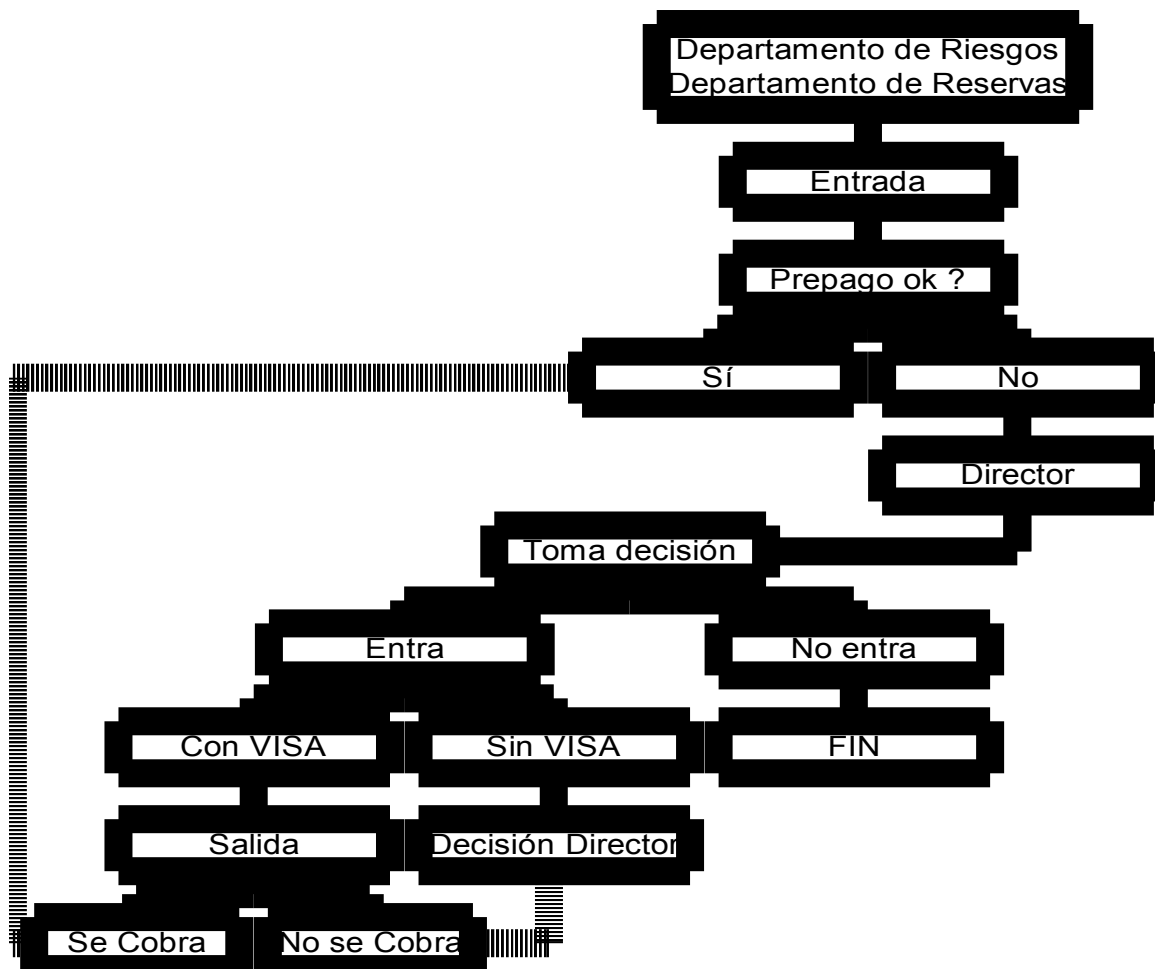 Departamento de Riesgos
Departamento de Reservas
Entrada
Prepago ok ?
Sí
No
Director
Toma decisión
Entra
No entra
Con VISA
Sin VISA
FIN
Salida
Decisión Director
Se Cobra
No se Cobra